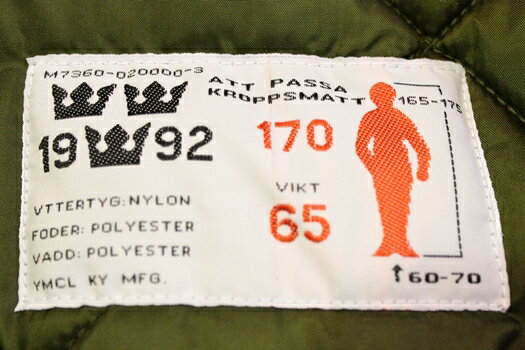 M7360-020000-3
ATT PASSA
KROPPSMÅTT
165-175
19 92
170
VIKT
65
YTTERTYG: NYLON
FODER: POLYESTER
VADD: POLYESTER
YMCL KY MFG.
↑60-70